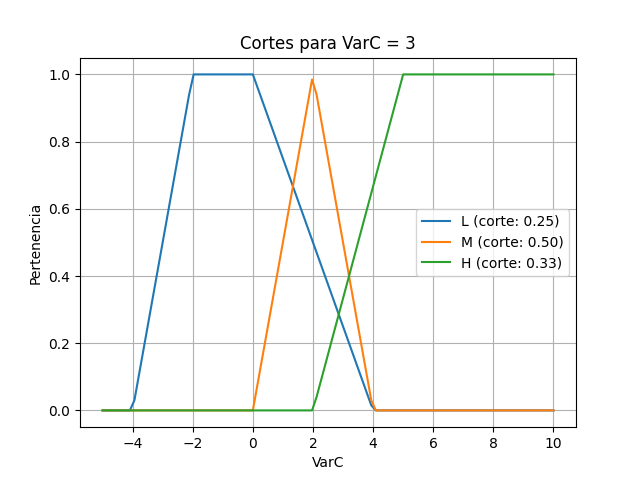 Cortes para VarC = 3
1.0
0.8
0.6
0.4
0.2
0.0
Pertenencia
L (corte: 0.25)
M (corte: 0.50)
H (corte: 0.33)
−4 −2 0 2 4 6 8 10
VarC